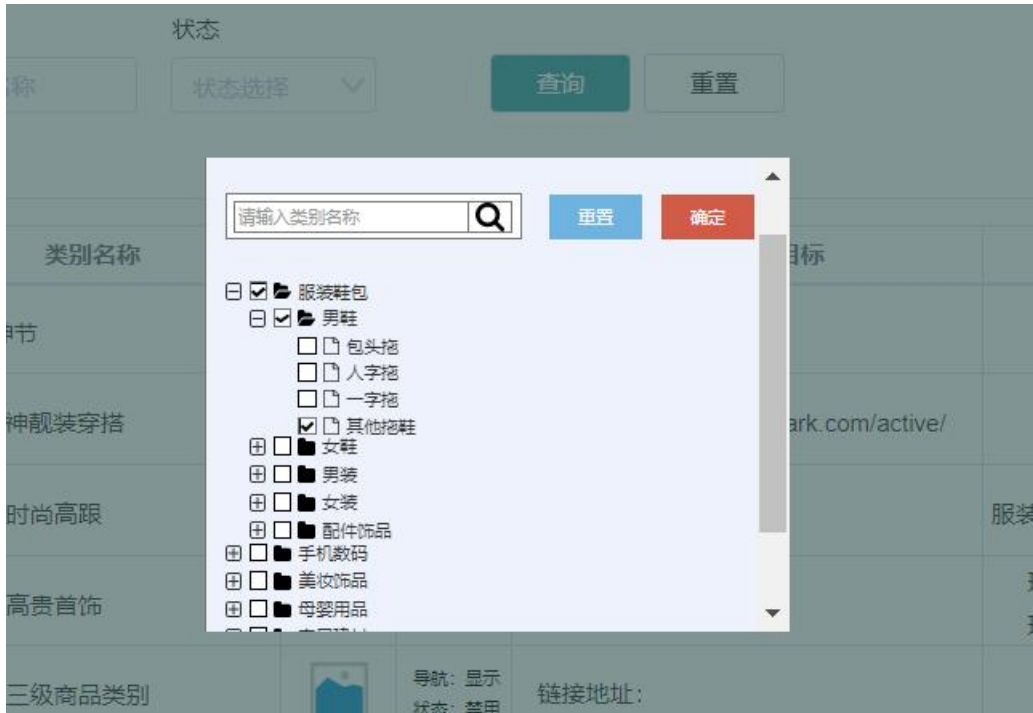 状态
称
状态选择
查询
重置
请输入类别名称
重置
确定
类别名称
目标
服装鞋包
男鞋
节
包头拖
人字拖
一字拖
神靓装穿搭
其他拖鞋
ark.com/active/
女鞋
男装
女装
时尚高跟
服装
配件饰品
手机数码
美妆饰品
高贵首饰
母婴用品
导航：显示
三级商品类别
链接地址：
状态：禁用